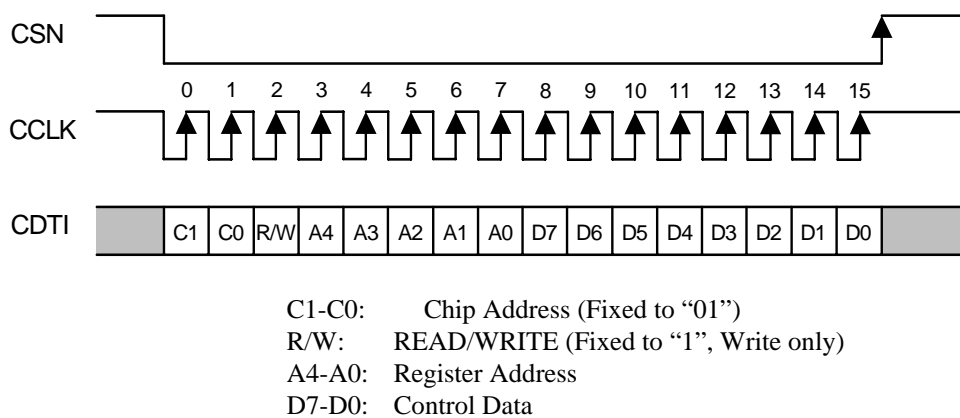 CSN
0 1 2 3 4 5 6 7 8 9 10 11 12 13 14 15
CCLK
CDTI C1 C0 R/W A4 A3 A2 A1 A0 D7 D6 D5 D4 D3 D2 D1 D0
C1-C0: Chip Address (Fixed to “01”)
R/W: READ/WRITE (Fixed to “1”, Write only)
A4-A0: Register Address
D7-D0: Control Data